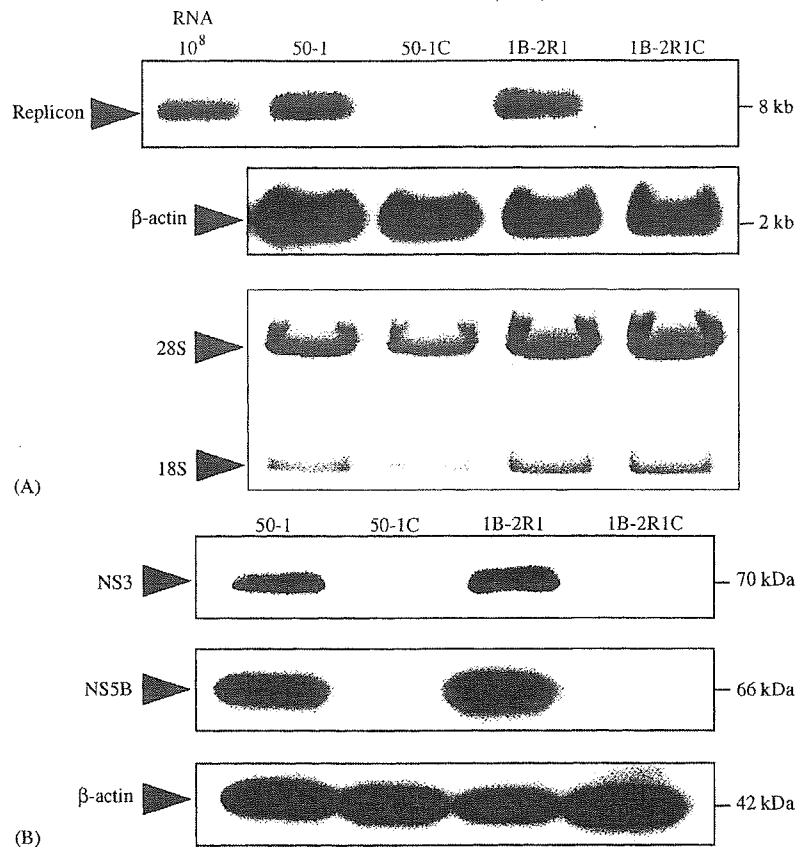 RNA
10⁸ 50-1 50-1C 1B-2R1 1B-2R1C
Replicon 8 kb
β-actin 2 kb
28S
18S
(A)
50-1 50-1C 1B-2R1 1B-2R1C
NS3 70 kDa
NS5B 66 kDa
β-actin 42 kDa
(B)